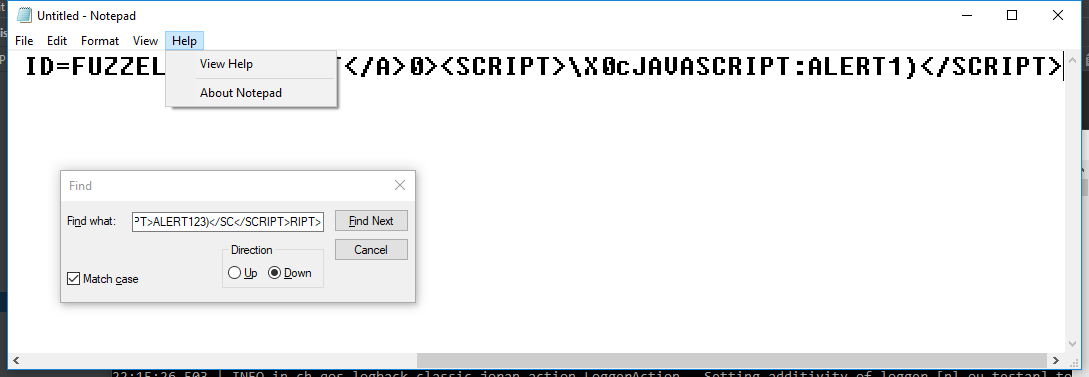 Untitled - Notepad
File Edit Format View Help
ID=FUZZEL T</A>0><SCRIPT>\X0cJAVASCRIPT:ALERT1)</SCRIPT>
View Help
About Notepad
Find
Find what: PT>ALERT123)</SC</SCRIPT>RIPT> Find Next
Direction Cancel
Match case Up Down
22:15:26,503 | INFO in ch.qos.logback.classic.joran.action.LoggerAction - Setting additivity of logger [nl.ou.testar] to